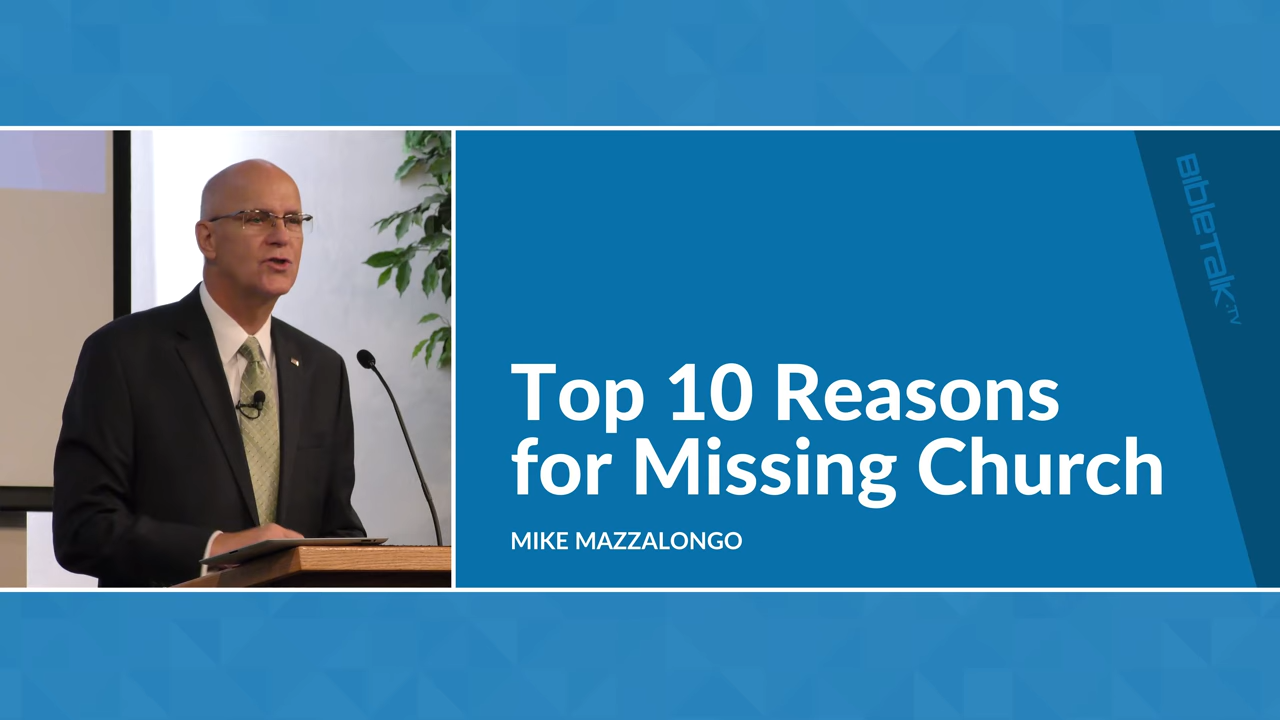 BibleTalk.TV
Top 10 Reasons
for Missing Church
MIKE MAZZALONGO